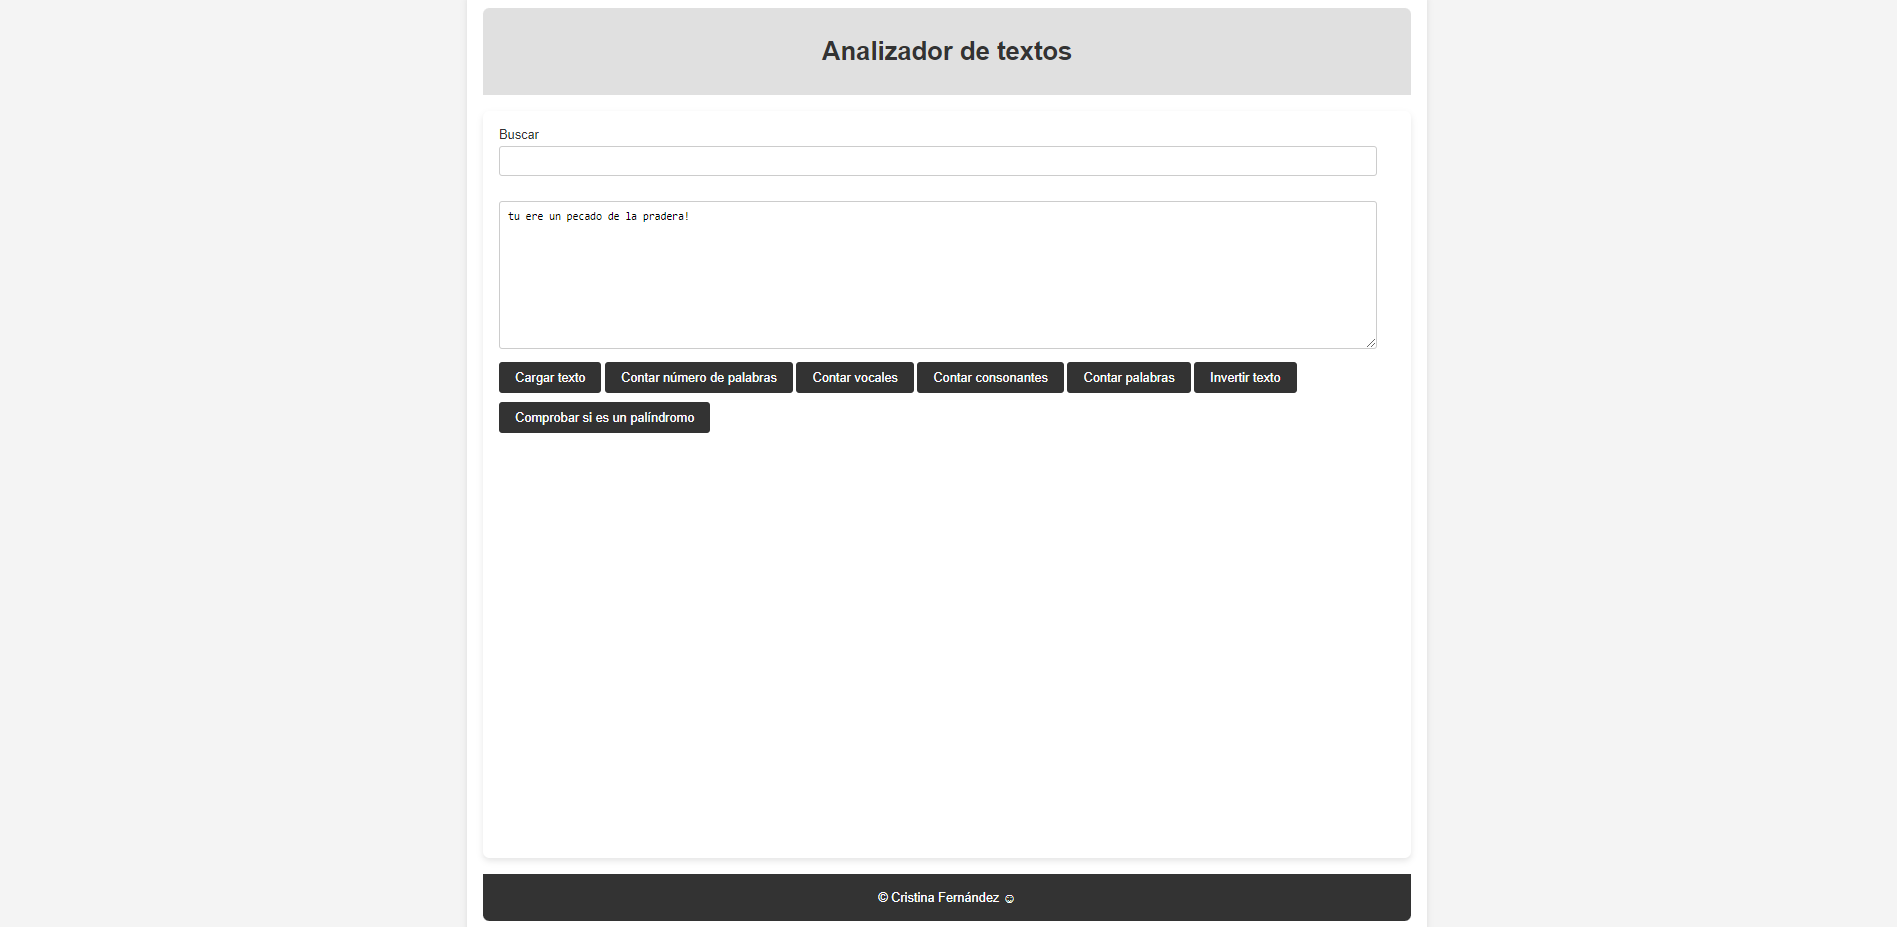 Analizador de textos
Buscar
tu ere un pecado de la pradera!
Cargar texto Contar número de palabras Contar vocales Contar consonantes Contar palabras Invertir texto
Comprobar si es un palíndromo
© Cristina Fernández ☺